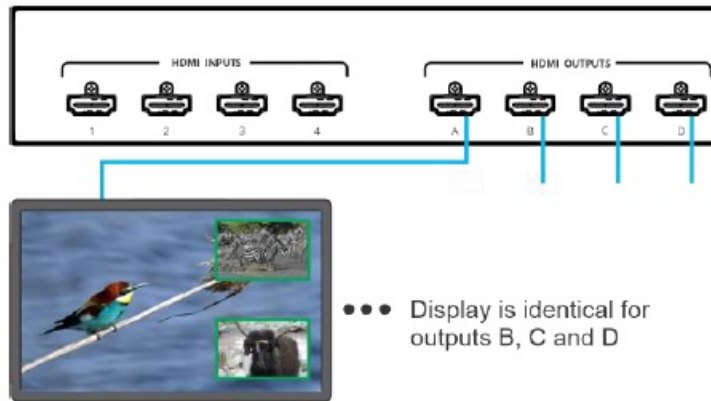 HDMI INPUTS
HDMI OUTPUTS
1 2 3 4 A B C D
Display is identical for
outputs B, C and D